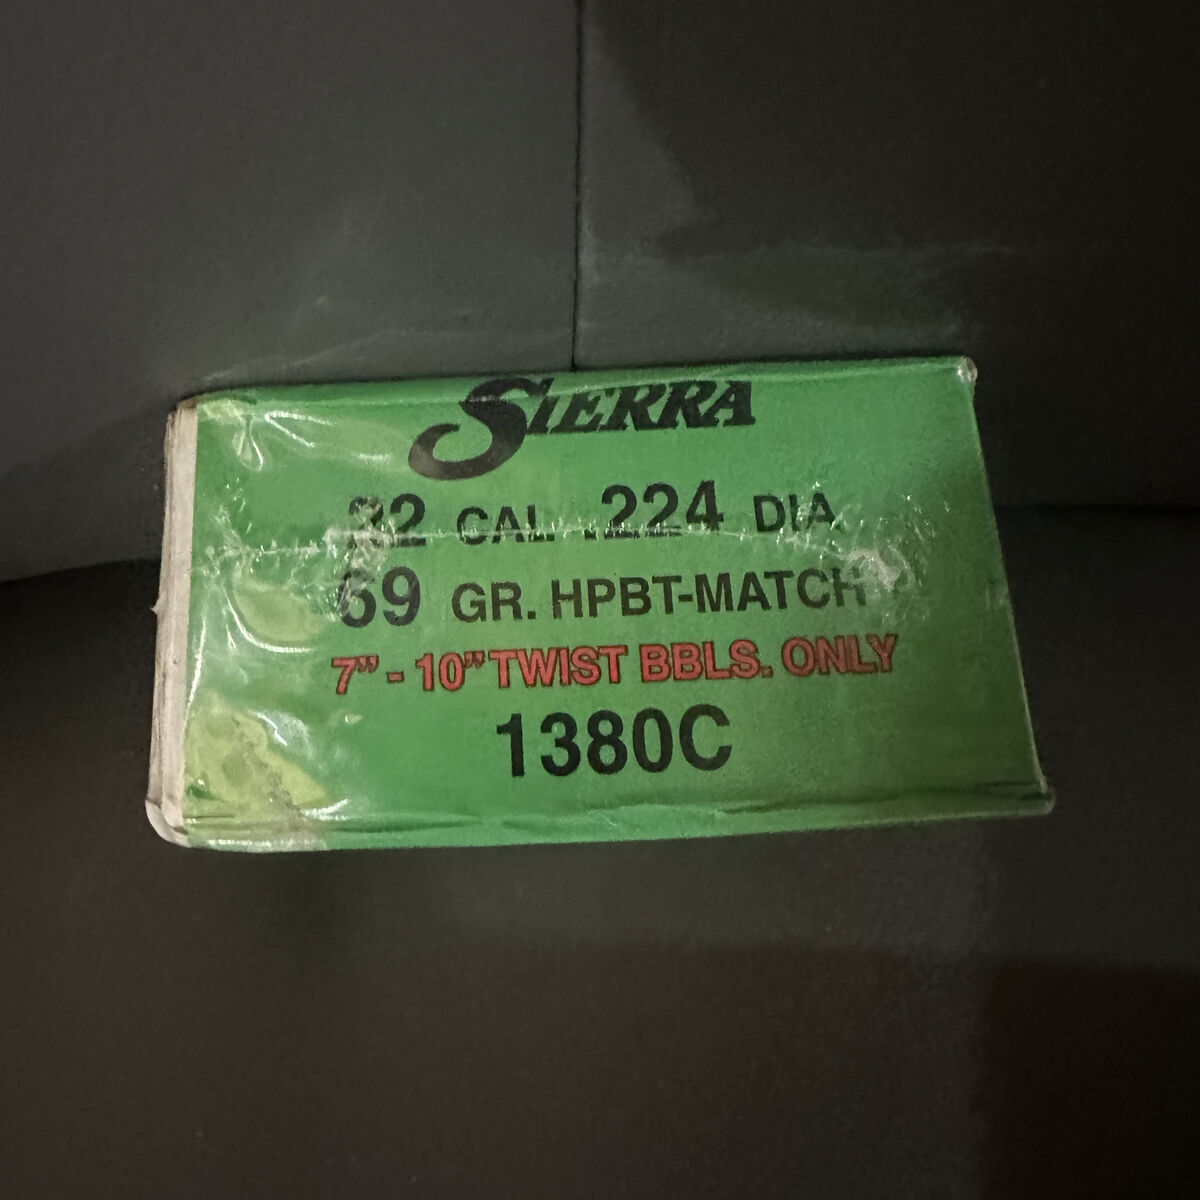 SIERRA
22 CAL. .224 DIA.
69 GR. HPBT-MATCH
7"-10" TWIST BBLS. ONLY
1380C